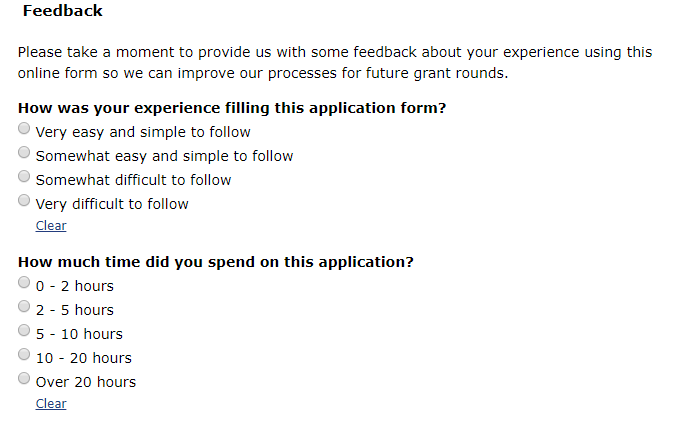 Feedback
Please take a moment to provide us with some feedback about your experience using this
online form so we can improve our processes for future grant rounds.
How was your experience filling this application form?
Very easy and simple to follow
Somewhat easy and simple to follow
Somewhat difficult to follow
Very difficult to follow
Clear
How much time did you spend on this application?
0 - 2 hours
2 - 5 hours
5 - 10 hours
10 - 20 hours
Over 20 hours
Clear